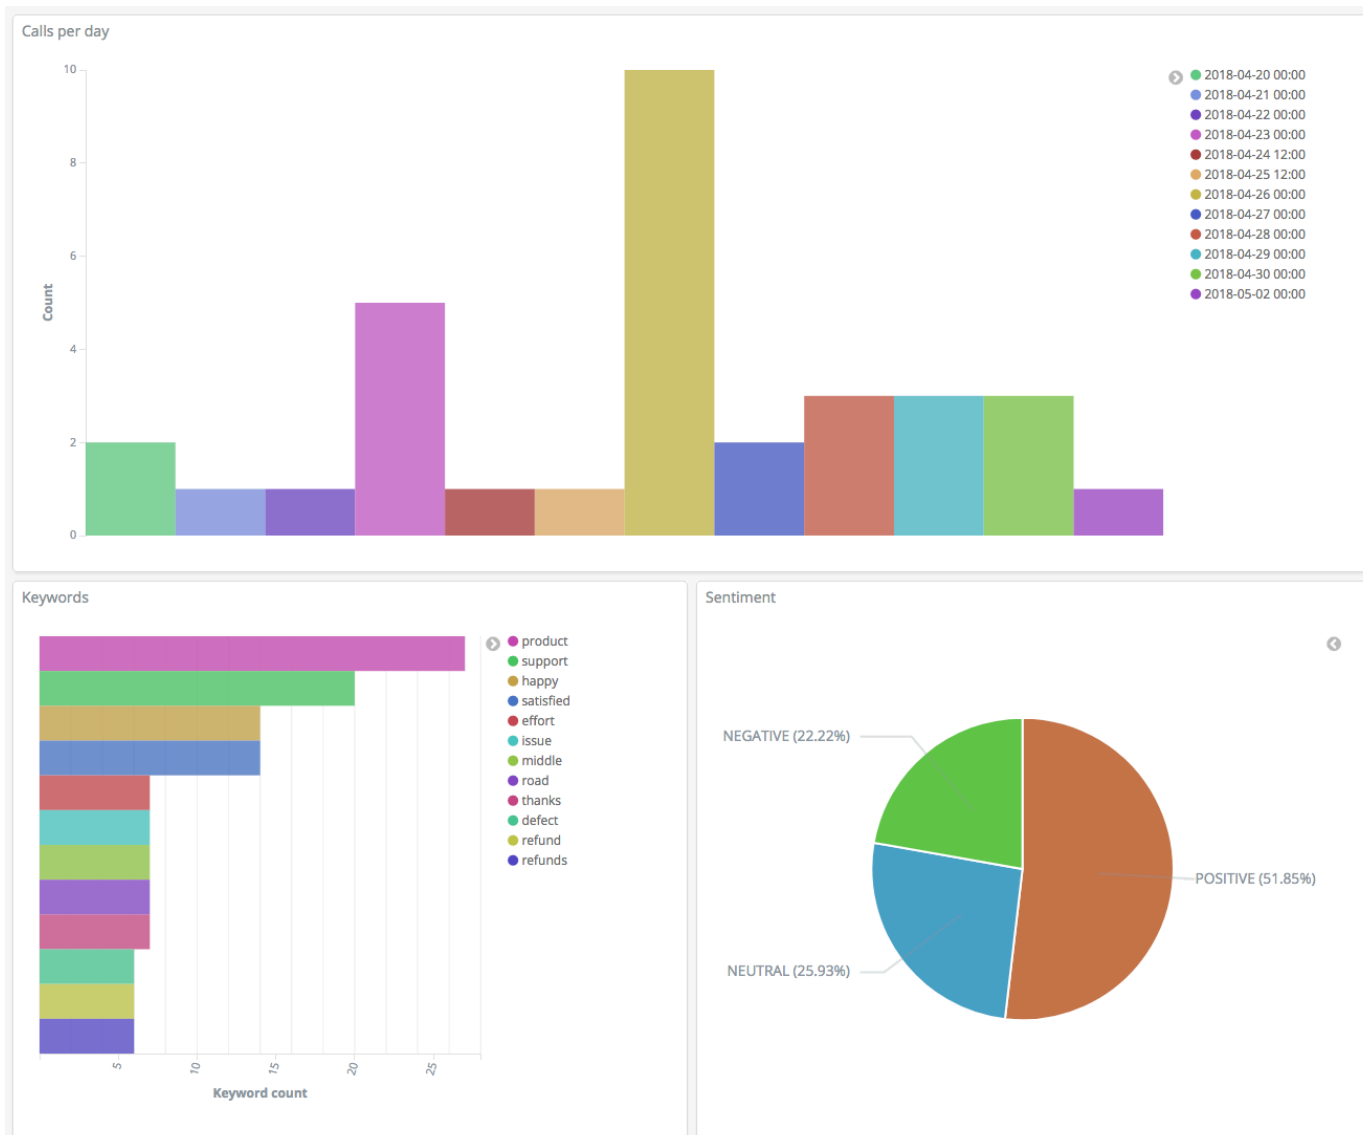 Calls per day
10
8
6
4
2
0
Count
2018-04-20 00:00
2018-04-21 00:00
2018-04-22 00:00
2018-04-23 00:00
2018-04-24 12:00
2018-04-25 12:00
2018-04-26 00:00
2018-04-27 00:00
2018-04-28 00:00
2018-04-29 00:00
2018-04-30 00:00
2018-05-02 00:00
Keywords
product
support
happy
satisfied
effort
issue
middle
road
thanks
defect
refund
refunds
5 10 15 20 25
Keyword count
Sentiment
NEGATIVE (22.22%)
POSITIVE (51.85%)
NEUTRAL (25.93%)